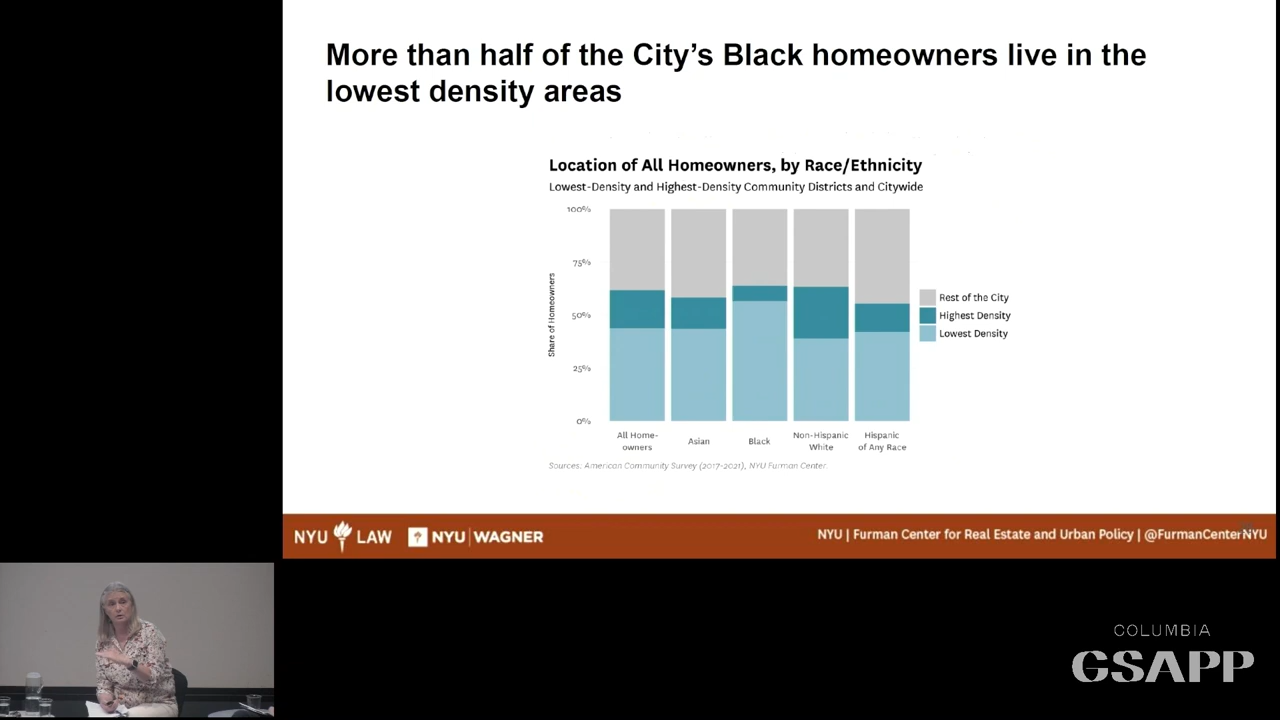 More than half of the City's Black homeowners live in the
lowest density areas
Location of All Homeowners, by Race/Ethnicity
Lowest-Density and Highest-Density Community Districts and Citywide
100%
75%
50%
25%
0%
Share of Homeowners
Rest of the City
Highest Density
Lowest Density
All Home-
owners
Asian
Black
Non-Hispanic
White
Hispanic
of Any Race
Sources: American Community Survey (2017-2021), NYU Furman Center.
NYU LAW
NYU | WAGNER
NYU | Furman Center for Real Estate and Urban Policy | @FurmanCenterNYU
COLUMBIA
GSAPP